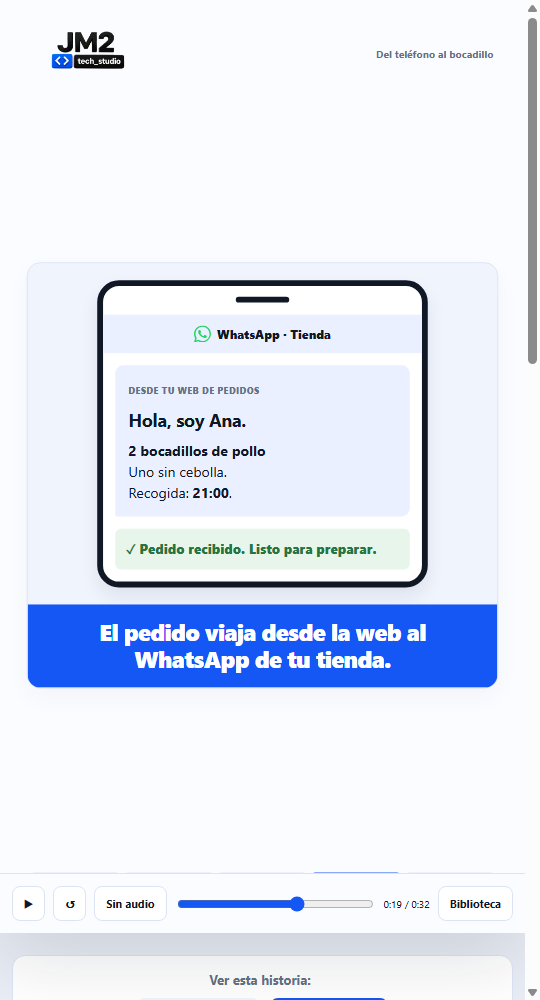 JM2
<> tech_studio
Del teléfono al bocadillo
WhatsApp · Tienda
DESDE TU WEB DE PEDIDOS
Hola, soy Ana.
2 bocadillos de pollo
Uno sin cebolla.
Recogida: 21:00.
✓ Pedido recibido. Listo para preparar.
El pedido viaja desde la web al
WhatsApp de tu tienda.
Sin audio
0:19 / 0:32
Biblioteca
Ver esta historia: